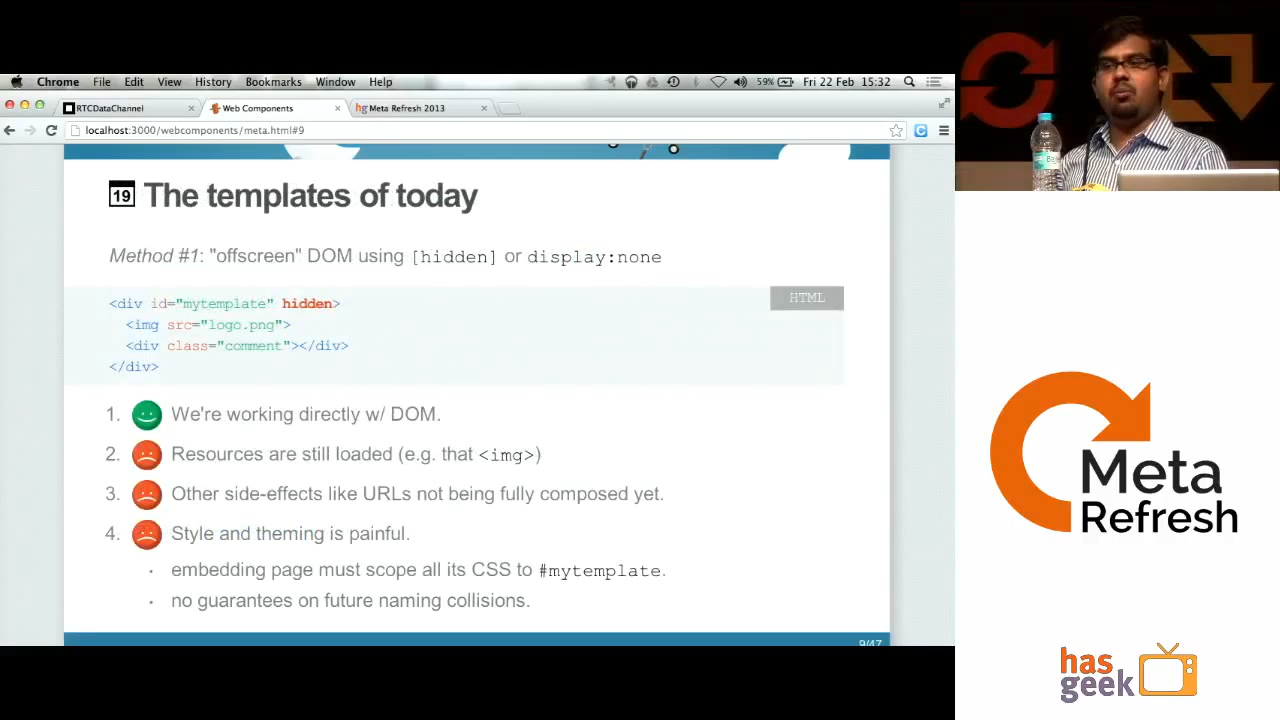 Chrome File Edit View History Bookmarks Window Help 59% Fri 22 Feb 15:32
RTCDataChannel Web Components hg Meta Refresh 2013
localhost:3000/webcomponents/meta.html#9
19 The templates of today
Method #1: "offscreen" DOM using [hidden] or display:none
HTML
<div id="mytemplate" hidden>
<img src="logo.png">
<div class="comment"></div>
</div>
1. We're working directly w/ DOM.
2. Resources are still loaded (e.g. that <img>)
3. Other side-effects like URLs not being fully composed yet.
4. Style and theming is painful.
· embedding page must scope all its CSS to #mytemplate.
· no guarantees on future naming collisions.
9/47
Meta
Refresh
has
geek